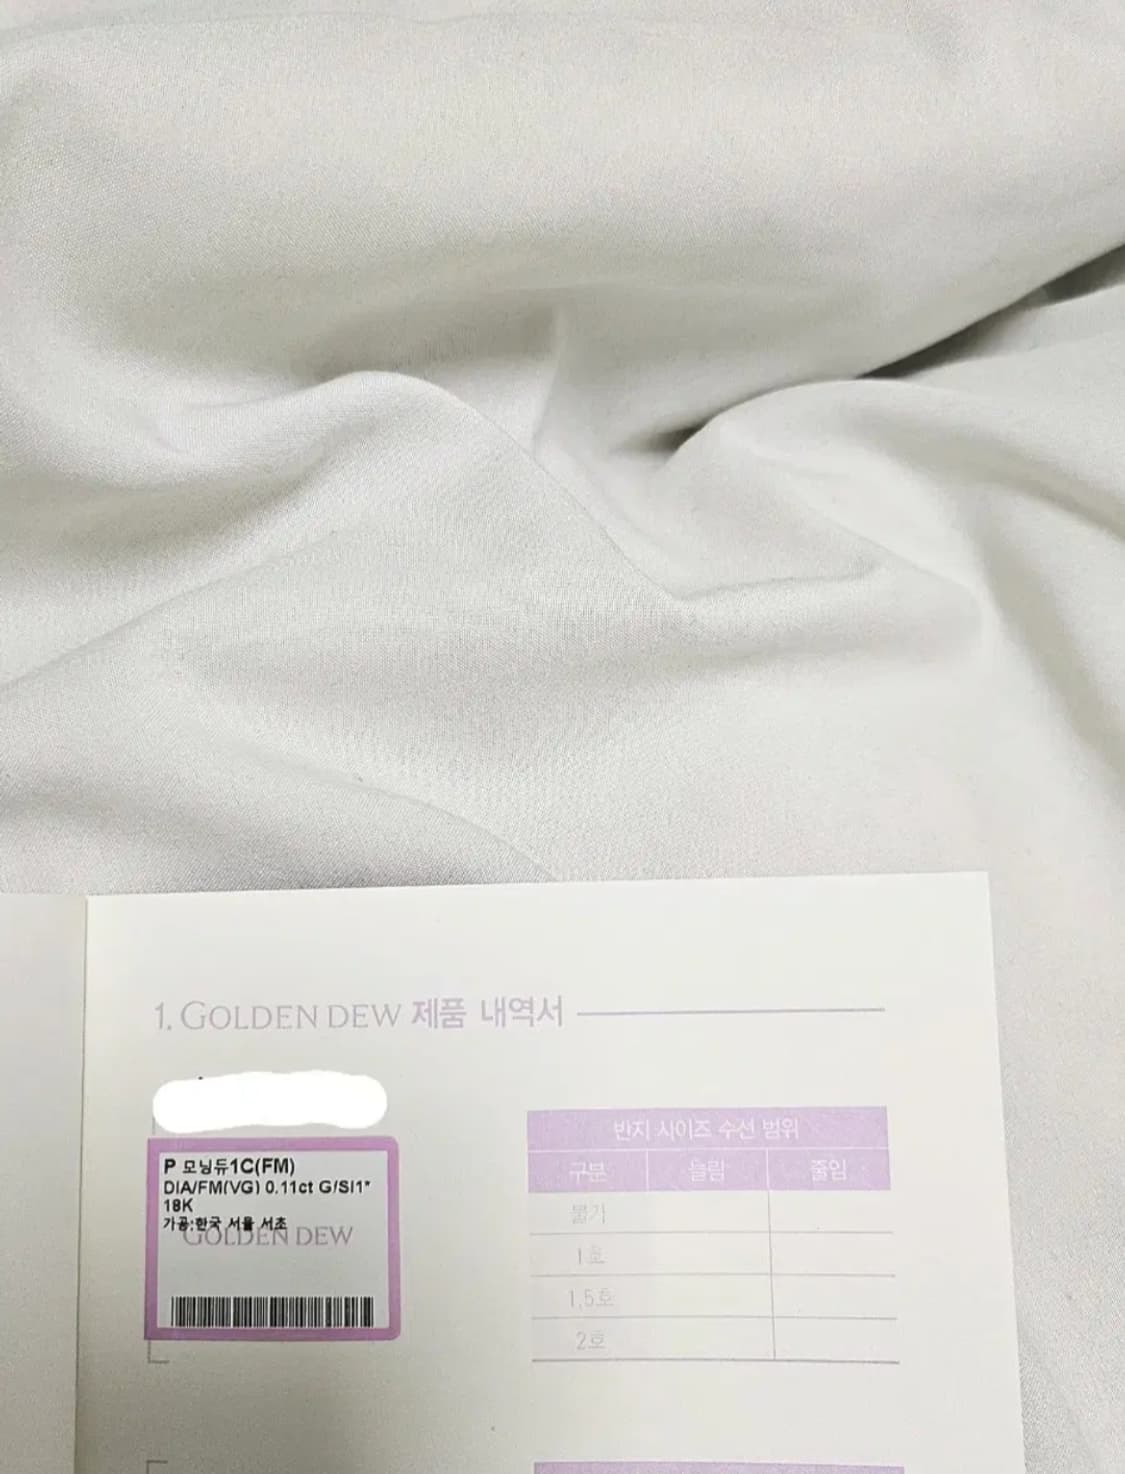 1. GOLDEN DEW 제품 내역서
P 모닝듀1C(FM)
DIA/FM(VG) 0.11ct G/SI1*
18K
가공:한국 서울 서초
GOLDEN DEW
반지 사이즈 수선 범위
구분 늘림 줄임
불가
1호
1.5호
2호